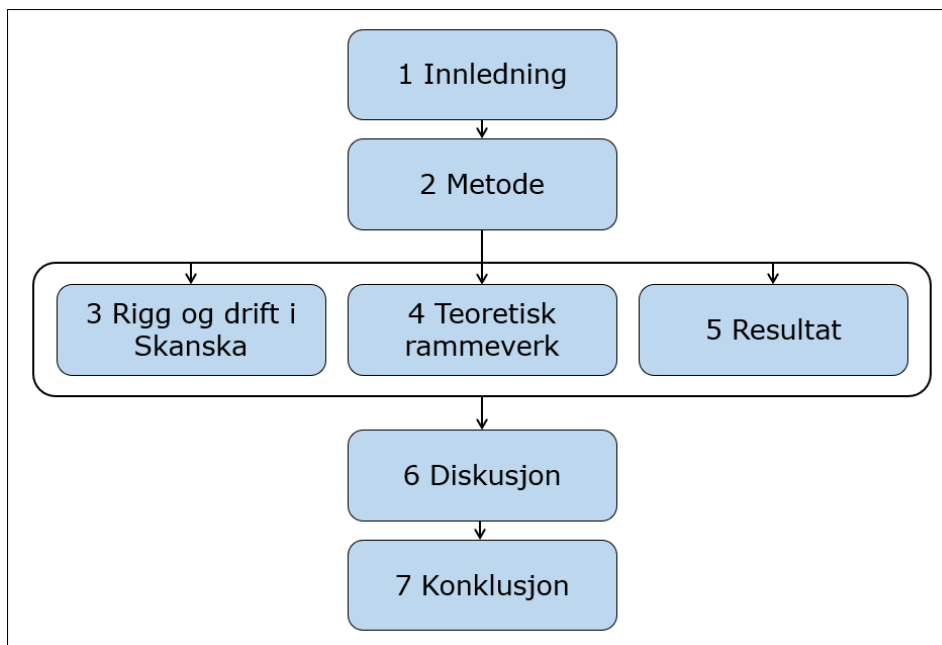 1 Innledning
2 Metode
3 Rigg og drift i
Skanska
4 Teoretisk
rammeverk
5 Resultat
6 Diskusjon
7 Konklusjon